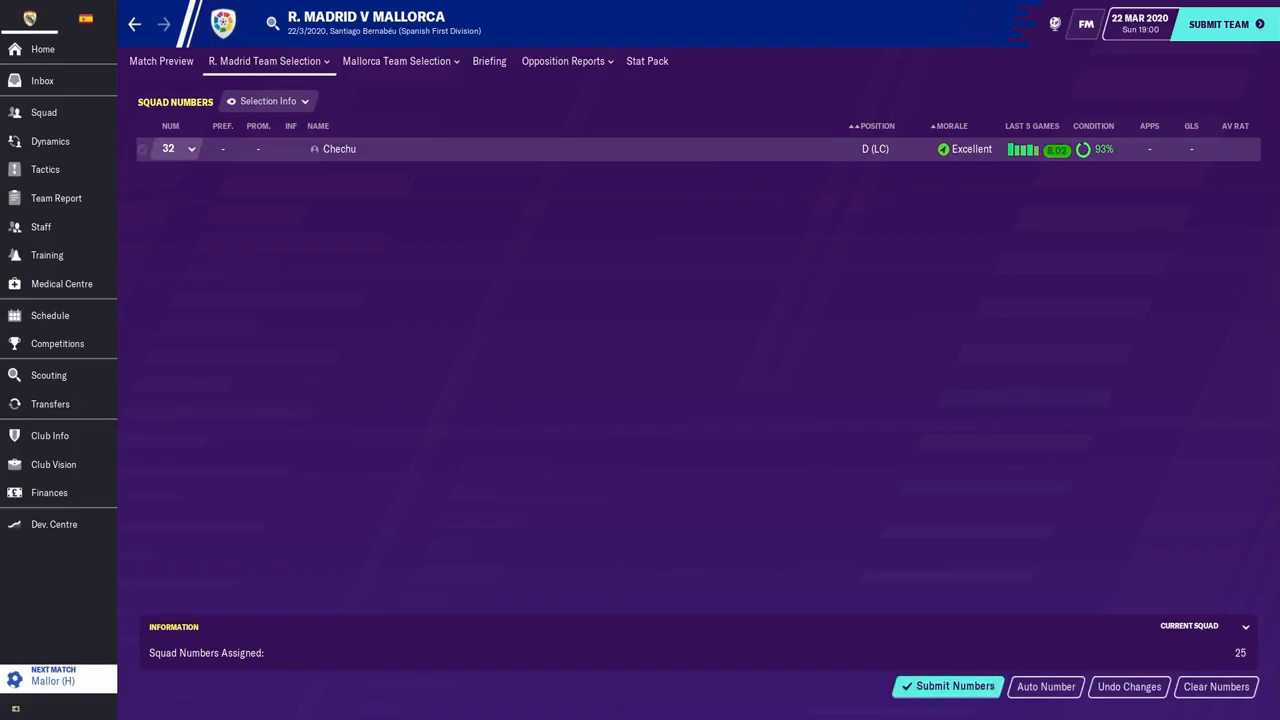 R. MADRID V MALLORCA
22/3/2020, Santiago Bernabéu (Spanish First Division)
FM
22 MAR 2020
Sun 19:00
SUBMIT TEAM
Home
Inbox
Squad
Dynamics
Tactics
Team Report
Staff
Training
Medical Centre
Schedule
Competitions
Scouting
Transfers
Club Info
Club Vision
Finances
Dev. Centre
NEXT MATCH
Mallor (H)
Match Preview R. Madrid Team Selection Mallorca Team Selection Briefing Opposition Reports Stat Pack
SQUAD NUMBERS Selection Info
NUM PREF. PROM. INF NAME POSITION MORALE LAST 5 GAMES CONDITION APPS GLS AV RAT
32 - - Chechu D (LC) Excellent 8.02 93% - -
INFORMATION CURRENT SQUAD
Squad Numbers Assigned: 25
Submit Numbers Auto Number Undo Changes Clear Numbers